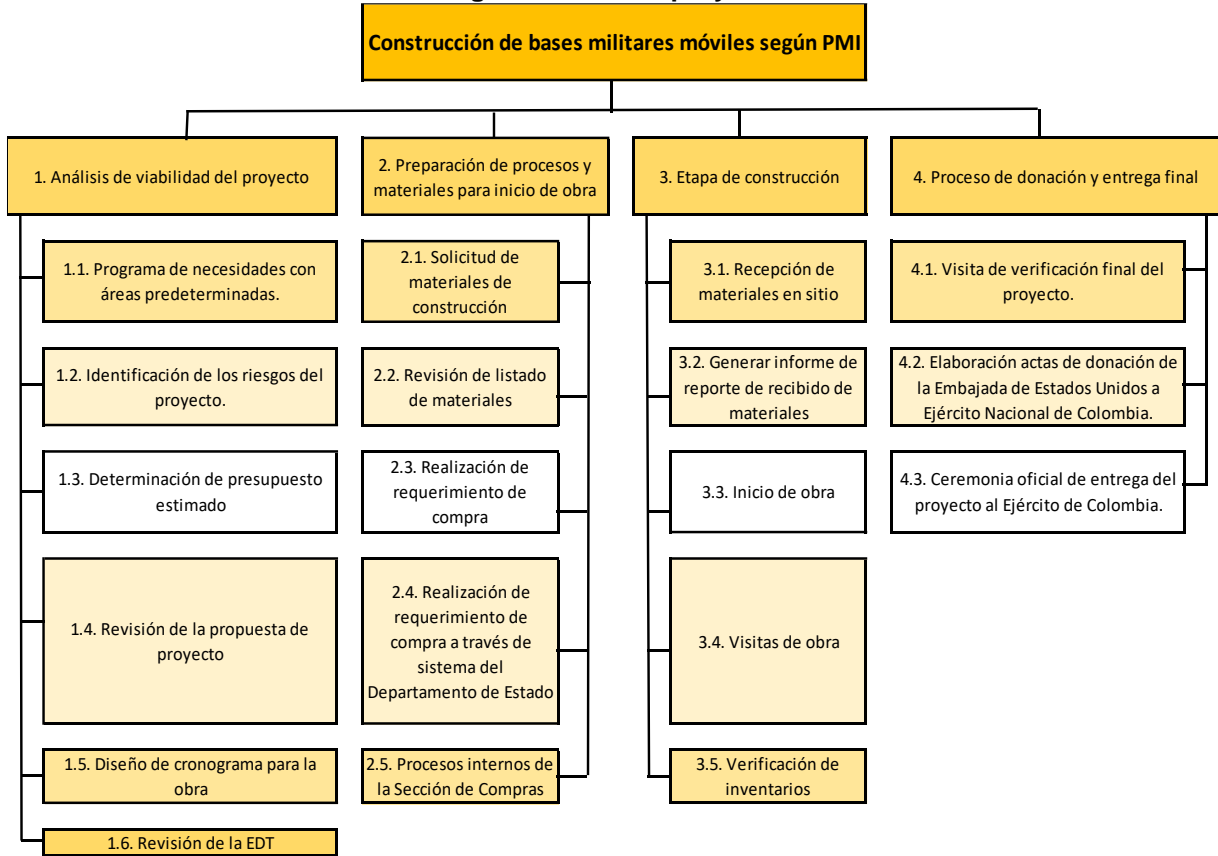 Construcción de bases militares móviles según PMI
1. Análisis de viabilidad del proyecto
2. Preparación de procesos y
materiales para inicio de obra
3. Etapa de construcción
4. Proceso de donación y entrega final
1.1. Programa de necesidades con
áreas predeterminadas.
2.1. Solicitud de
materiales de
construcción
3.1. Recepción de
materiales en sitio
4.1. Visita de verificación final del
proyecto.
1.2. Identificación de los riesgos del
proyecto.
2.2. Revisión de listado
de materiales
3.2. Generar informe de
reporte de recibido de
materiales
4.2. Elaboración actas de donación de
la Embajada de Estados Unidos a
Ejército Nacional de Colombia.
1.3. Determinación de presupuesto
estimado
2.3. Realización de
requerimiento de
compra
3.3. Inicio de obra
4.3. Ceremonia oficial de entrega del
proyecto al Ejército de Colombia.
1.4. Revisión de la propuesta de
proyecto
2.4. Realización de
requerimiento de
compra a través de
sistema del
Departamento de Estado
3.4. Visitas de obra
1.5. Diseño de cronograma para la
obra
2.5. Procesos internos de
la Sección de Compras
3.5. Verificación de
inventarios
1.6. Revisión de la EDT